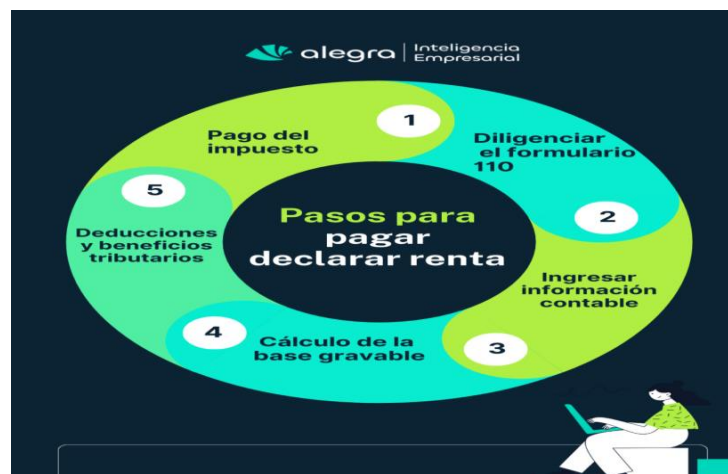 alegra | Inteligencia
Empresarial
1
Diligenciar
el formulario
110
2
Ingresar
información
contable
3
Cálculo de la
base gravable
4
Deducciones
y beneficios
tributarios
5
Pago del
impuesto
Pasos para
pagar
declarar renta